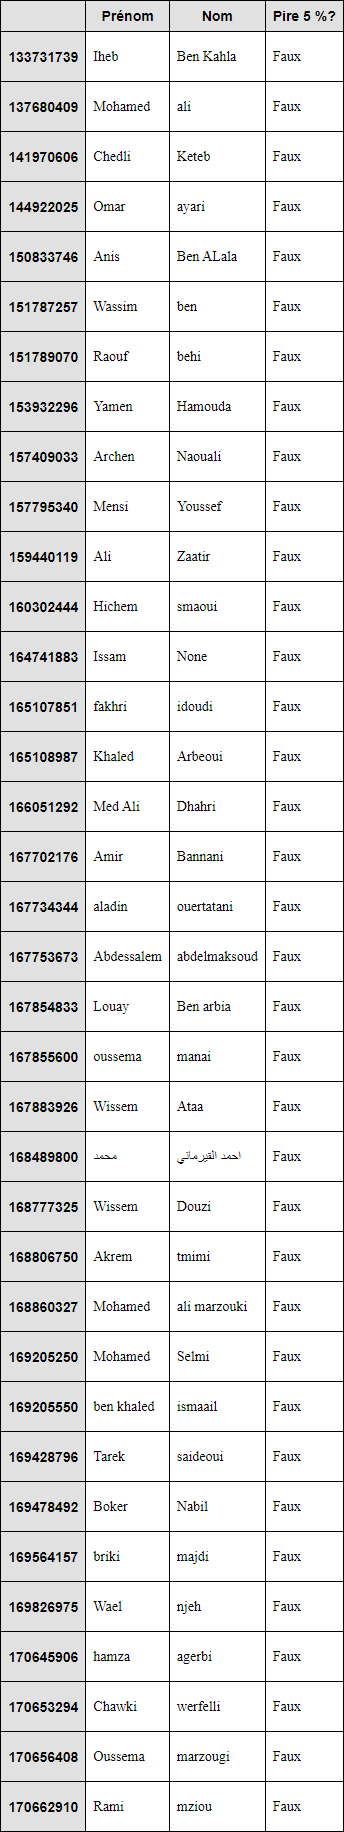 Prénom Nom Pire 5 %?
133731739 Iheb Ben Kahla Faux
137680409 Mohamed ali Faux
141970606 Chedli Keteb Faux
144922025 Omar ayari Faux
150833746 Anis Ben ALala Faux
151787257 Wassim ben Faux
151789070 Raouf behi Faux
153932296 Yamen Hamouda Faux
157409033 Archen Naouali Faux
157795340 Mensi Youssef Faux
159440119 Ali Zaatir Faux
160302444 Hichem smaoui Faux
164741883 Issam None Faux
165107851 fakhri idoudi Faux
165108987 Khaled Arbeoui Faux
166051292 Med Ali Dhahri Faux
167702176 Amir Bannani Faux
167734344 aladin ouertatani Faux
167753673 Abdessalem abdelmaksoud Faux
167854833 Louay Ben arbia Faux
167855600 oussema manai Faux
167883926 Wissem Ataa Faux
168489800 محمد احمد القيرماني Faux
168777325 Wissem Douzi Faux
168806750 Akrem tmimi Faux
168860327 Mohamed ali marzouki Faux
169205250 Mohamed Selmi Faux
169205550 ben khaled ismaail Faux
169428796 Tarek saideoui Faux
169478492 Boker Nabil Faux
169564157 briki majdi Faux
169826975 Wael njeh Faux
170645906 hamza agerbi Faux
170653294 Chawki werfelli Faux
170656408 Oussema marzougi Faux
170662910 Rami mziou Faux